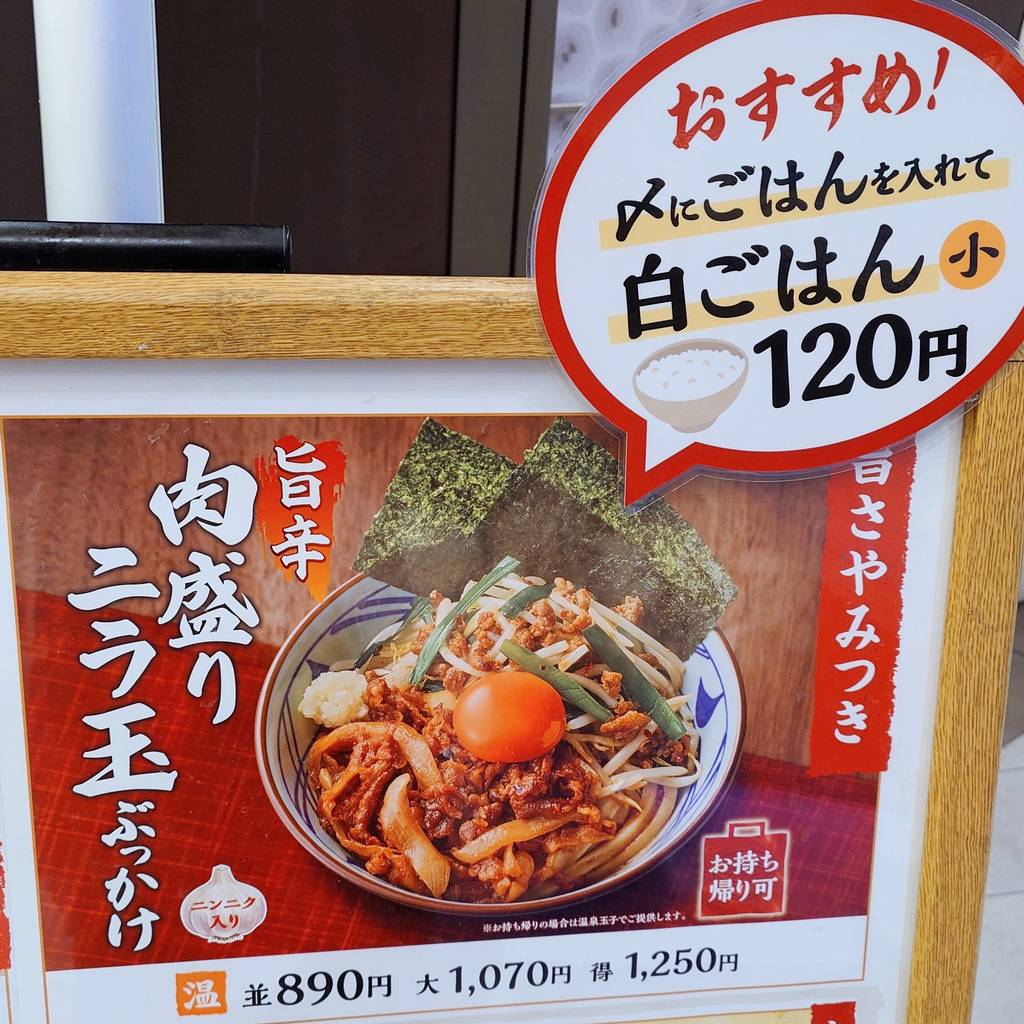 おすすめ!
〆にごはんを入れて
白ごはん 小
120円
旨辛
肉盛り
ニラ玉ぶっかけ
さやみつき
ニンニク
入り
お持ち
帰り可
※お持ち帰りの場合は温泉玉子でご提供します。
温 並890円 大1,070円 得1,250円